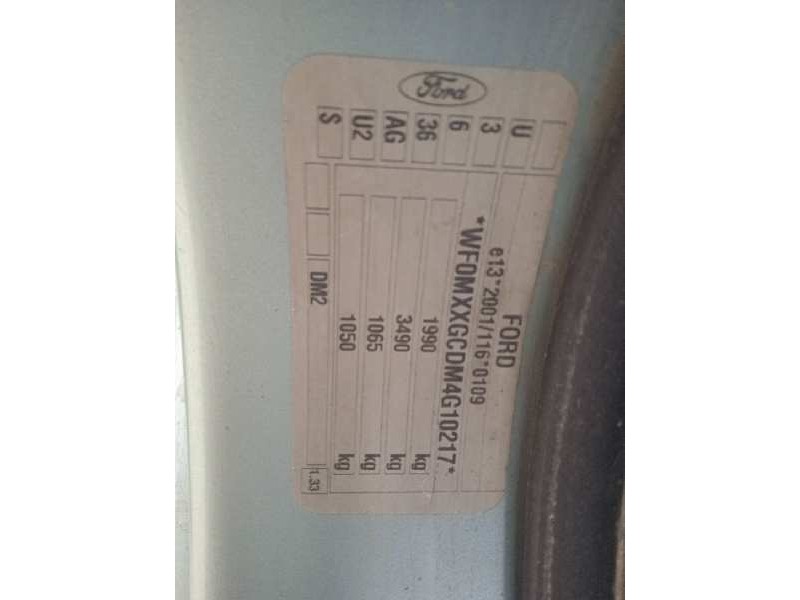 Ford
FORD
e13*2001/116*0109
*WF0MXXGCDM4G10217*
1990 kg
3490 kg
1065 kg
1050 kg
DM2
1.33
U
3
6
36
AG
U2
S